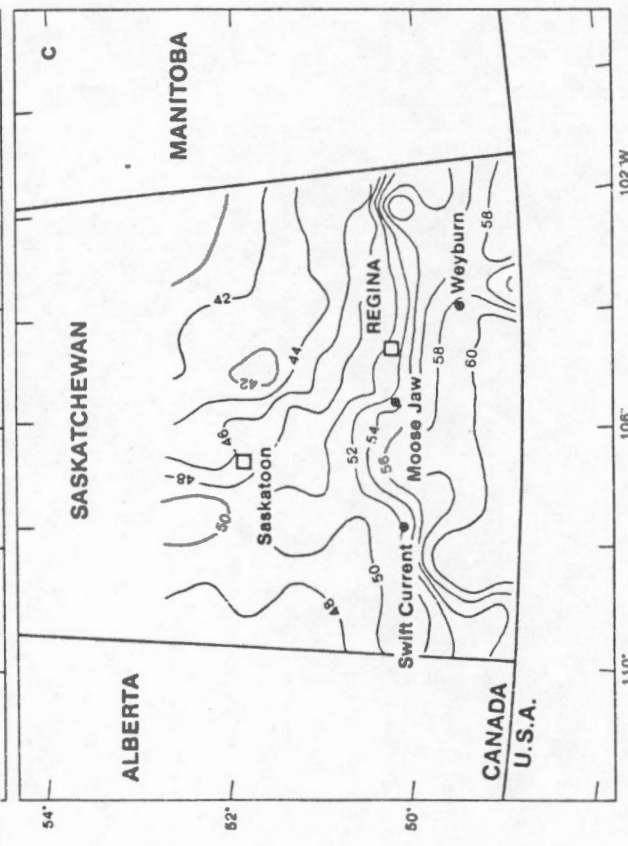 C
SASKATCHEWAN
MANITOBA
ALBERTA
54°
52°
50°
42
42
44
46
48
50
Saskatoon
REGINA
48
50
52
54
56
Moose Jaw
Swift Current
Weyburn
58
58
60
CANADA
U.S.A.
110°
106°
102°W